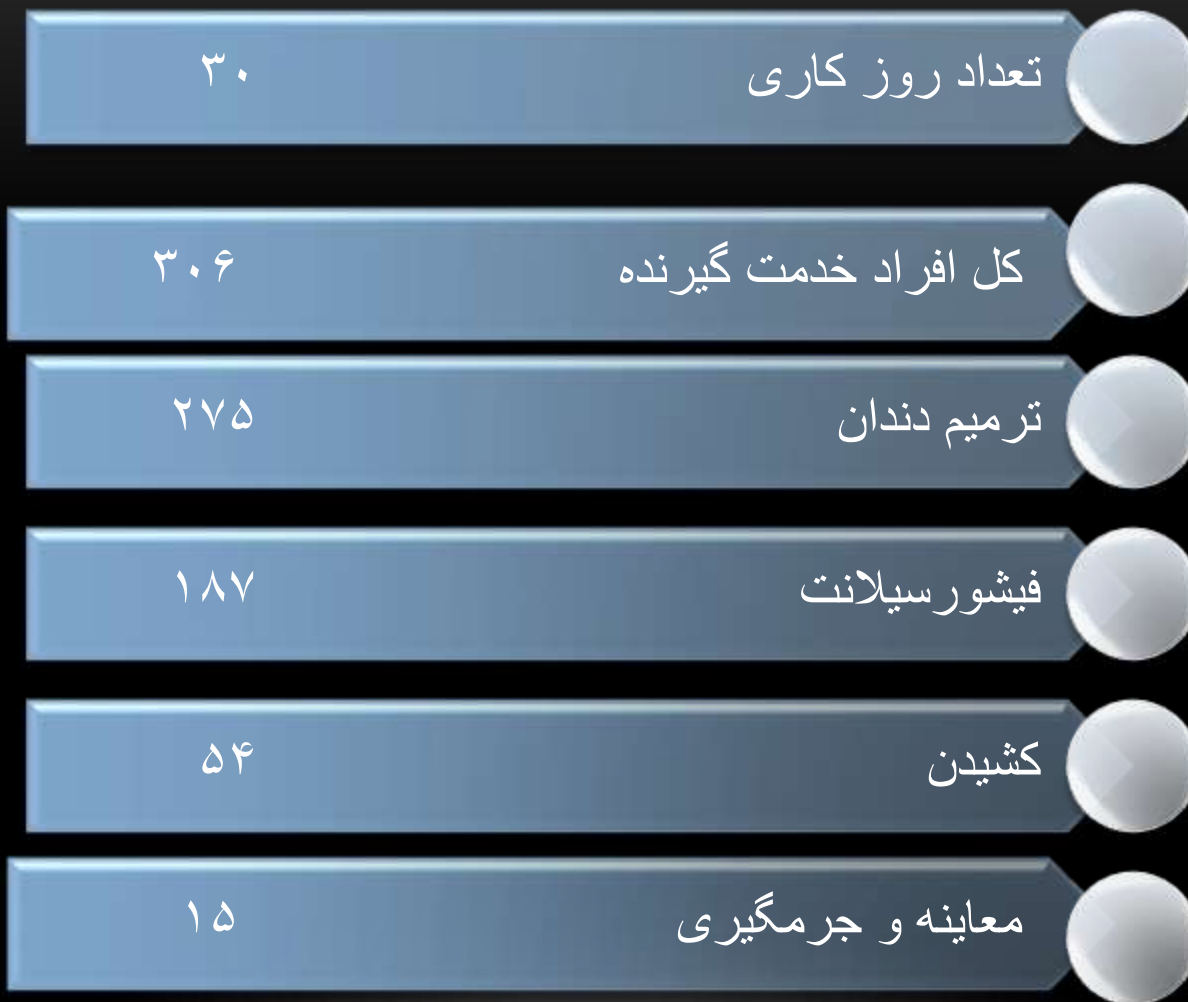 تعداد روز کاری ۳۰
کل افراد خدمت گیرنده ۳۰۶
ترمیم دندان ۲۷۵
فیشورسیلانت ۱۸۷
کشیدن ۵۴
معاینه و جرمگیری ۱۵